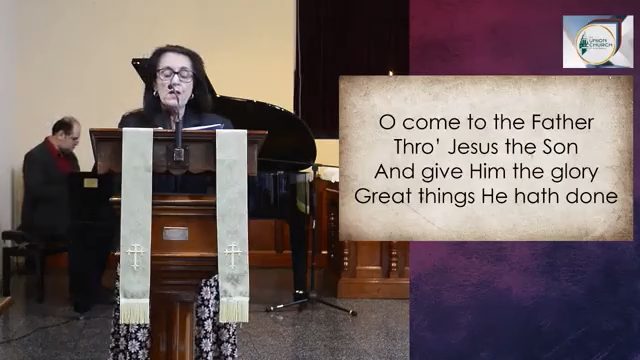 UNION
CHURCH
O come to the Father
Thro' Jesus the Son
And give Him the glory
Great things He hath done